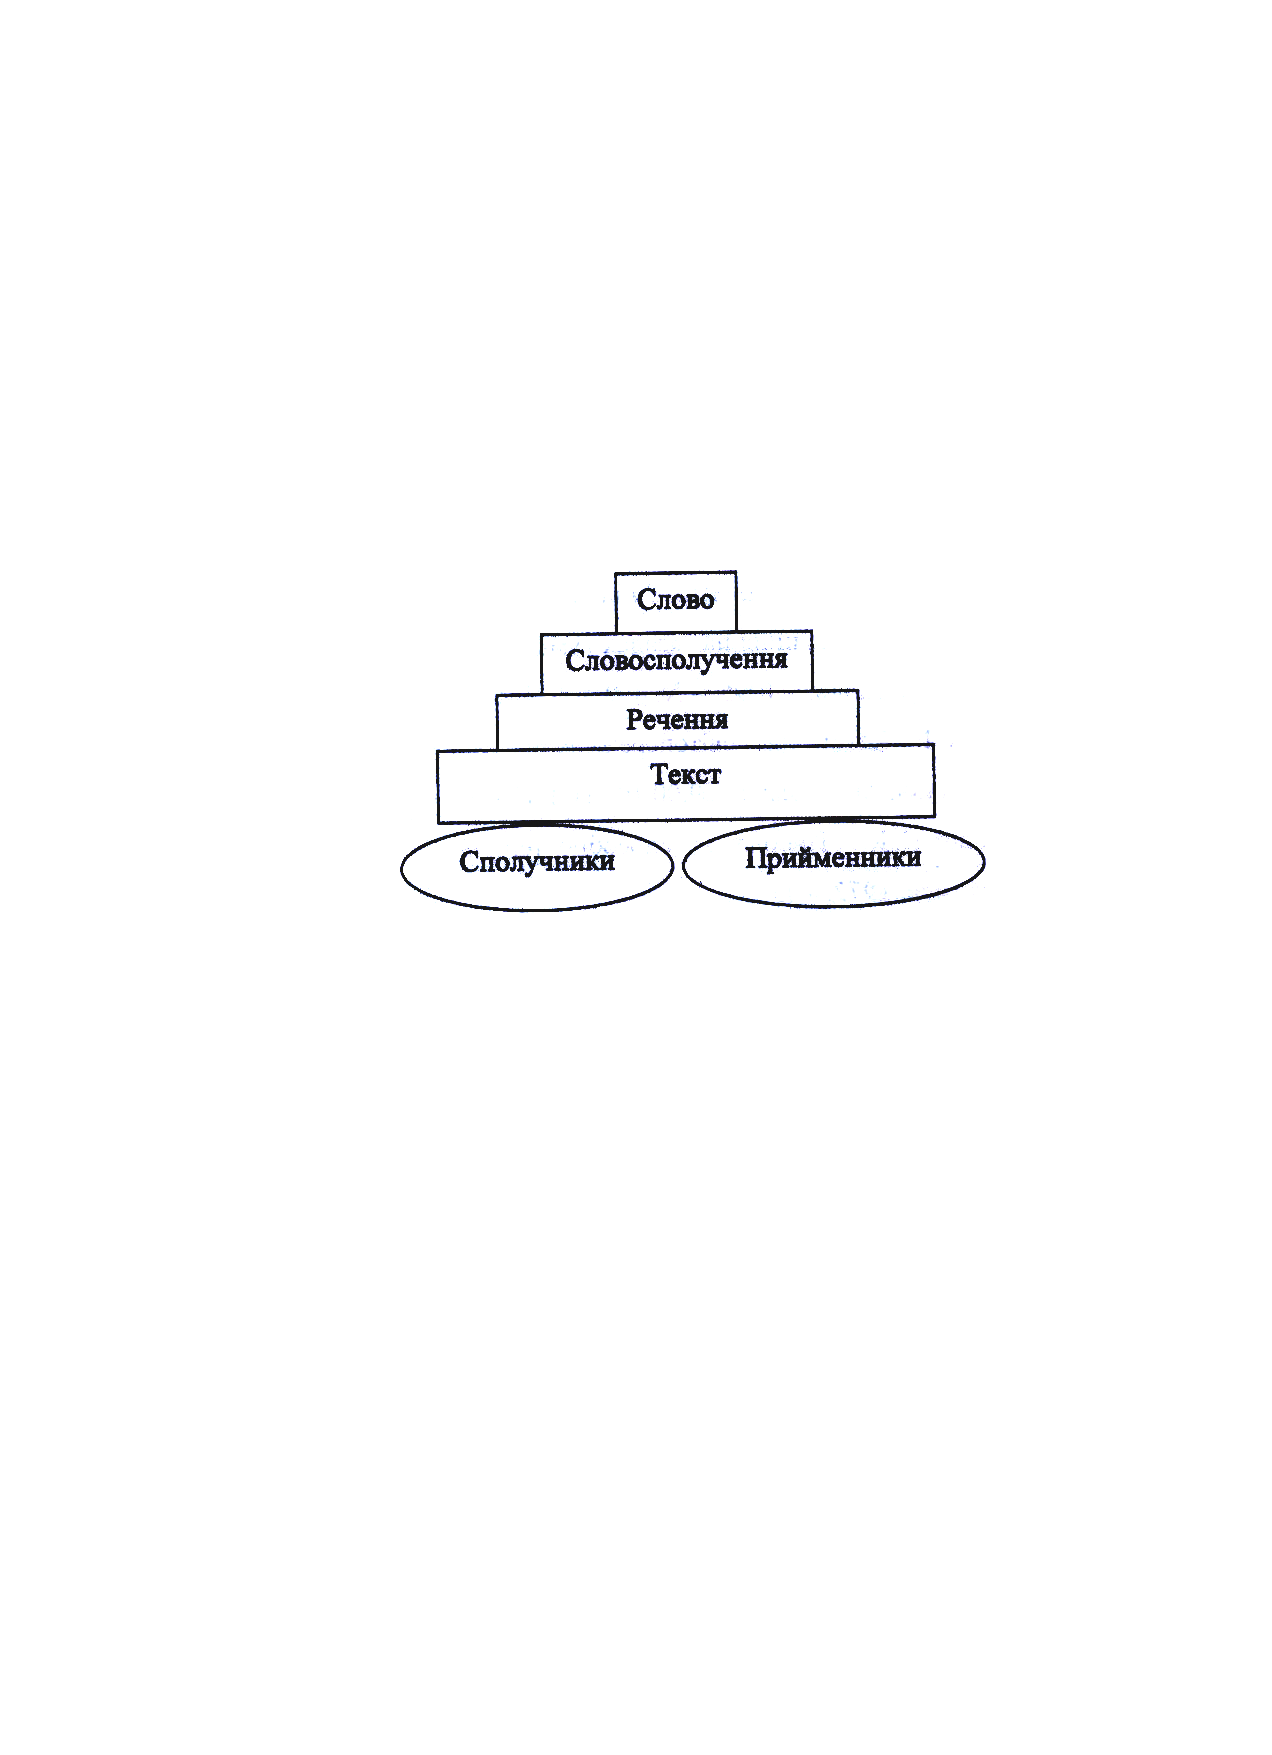 Слово
Словосполучення
Речення
Текст
Сполучники
Прийменники